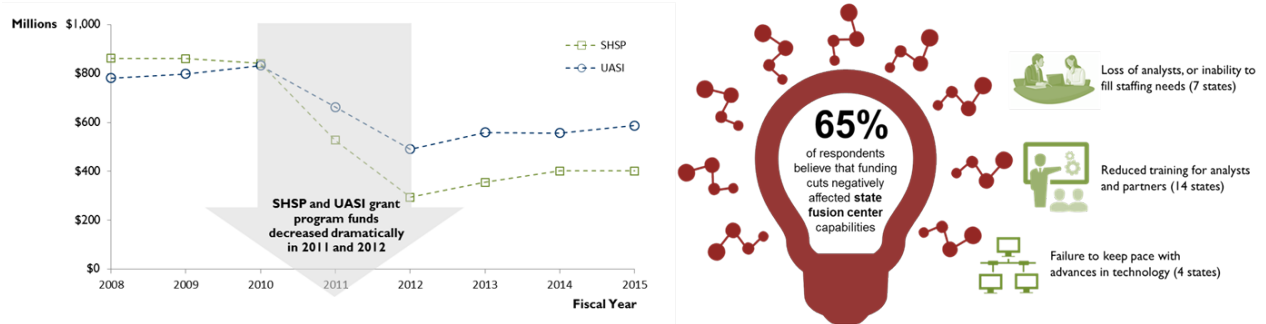 Millions
$1,000
$800
$600
$400
$200
$0
SHSP
UASI
SHSP and UASI grant
program funds
decreased dramatically
in 2011 and 2012
2008 2009 2010 2011 2012 2013 2014 2015
Fiscal Year
65%
of respondents
believe that funding
cuts negatively
affected state
fusion center
capabilities
Loss of analysts, or inability to
fill staffing needs (7 states)
Reduced training for analysts
and partners (14 states)
Failure to keep pace with
advances in technology (4 states)